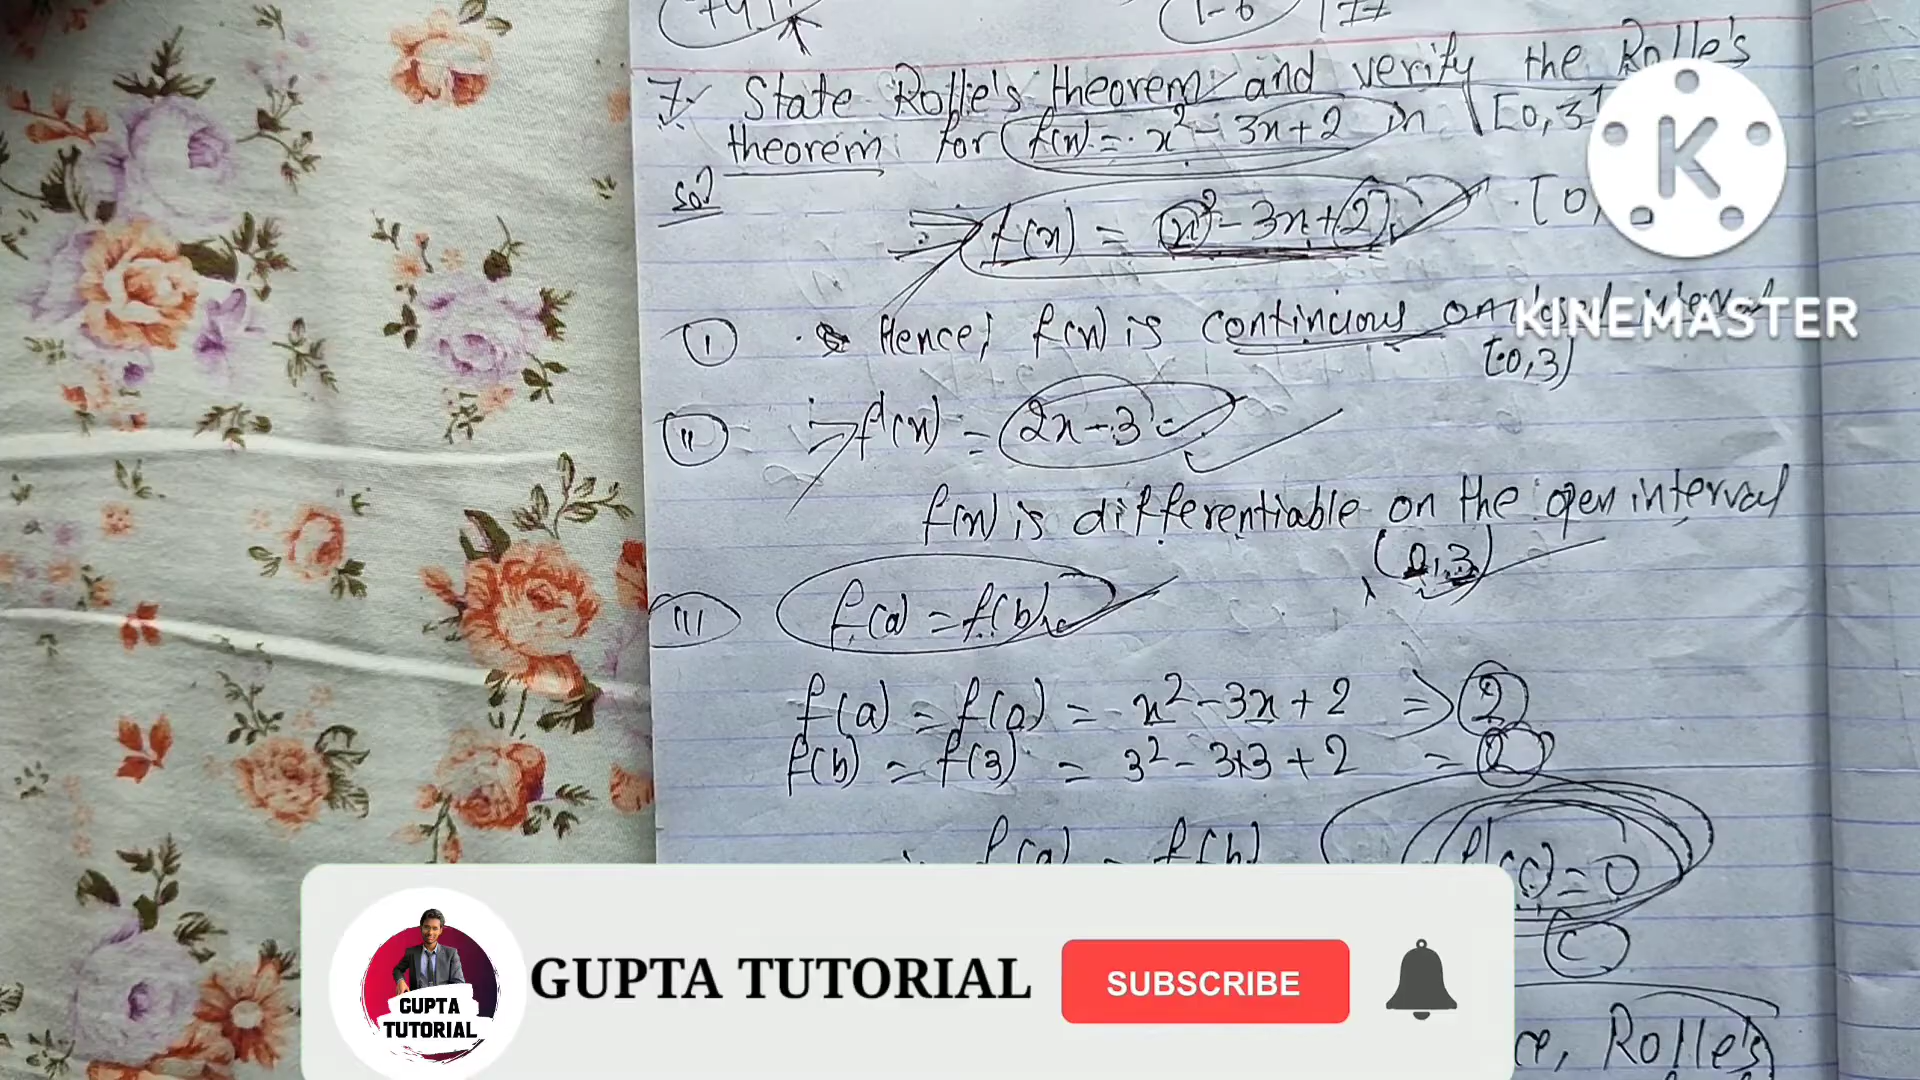 7. State Rolle's theorem and verify the Rolle's
theorem for f(x) = x² - 3x + 2 in [0, 3]
Sol
f(x) = x² - 3x + 2 [0,
KINEMASTER
(I) Hence, f(x) is continuous on interval
[0,3]
(II) f'(x) = 2x - 3
f(x) is differentiable on the open interval
(0,3)
(III) f(a) = f(b)
f(a) = f(0) = x² - 3x + 2 ⇒ 2
f(b) = f(3) = 3² - 3×3 + 2 = 2
f(a) = f(b) f'(c) = 0
C
GUPTA TUTORIAL
GUPTA TUTORIAL
SUBSCRIBE
ce, Rolle's